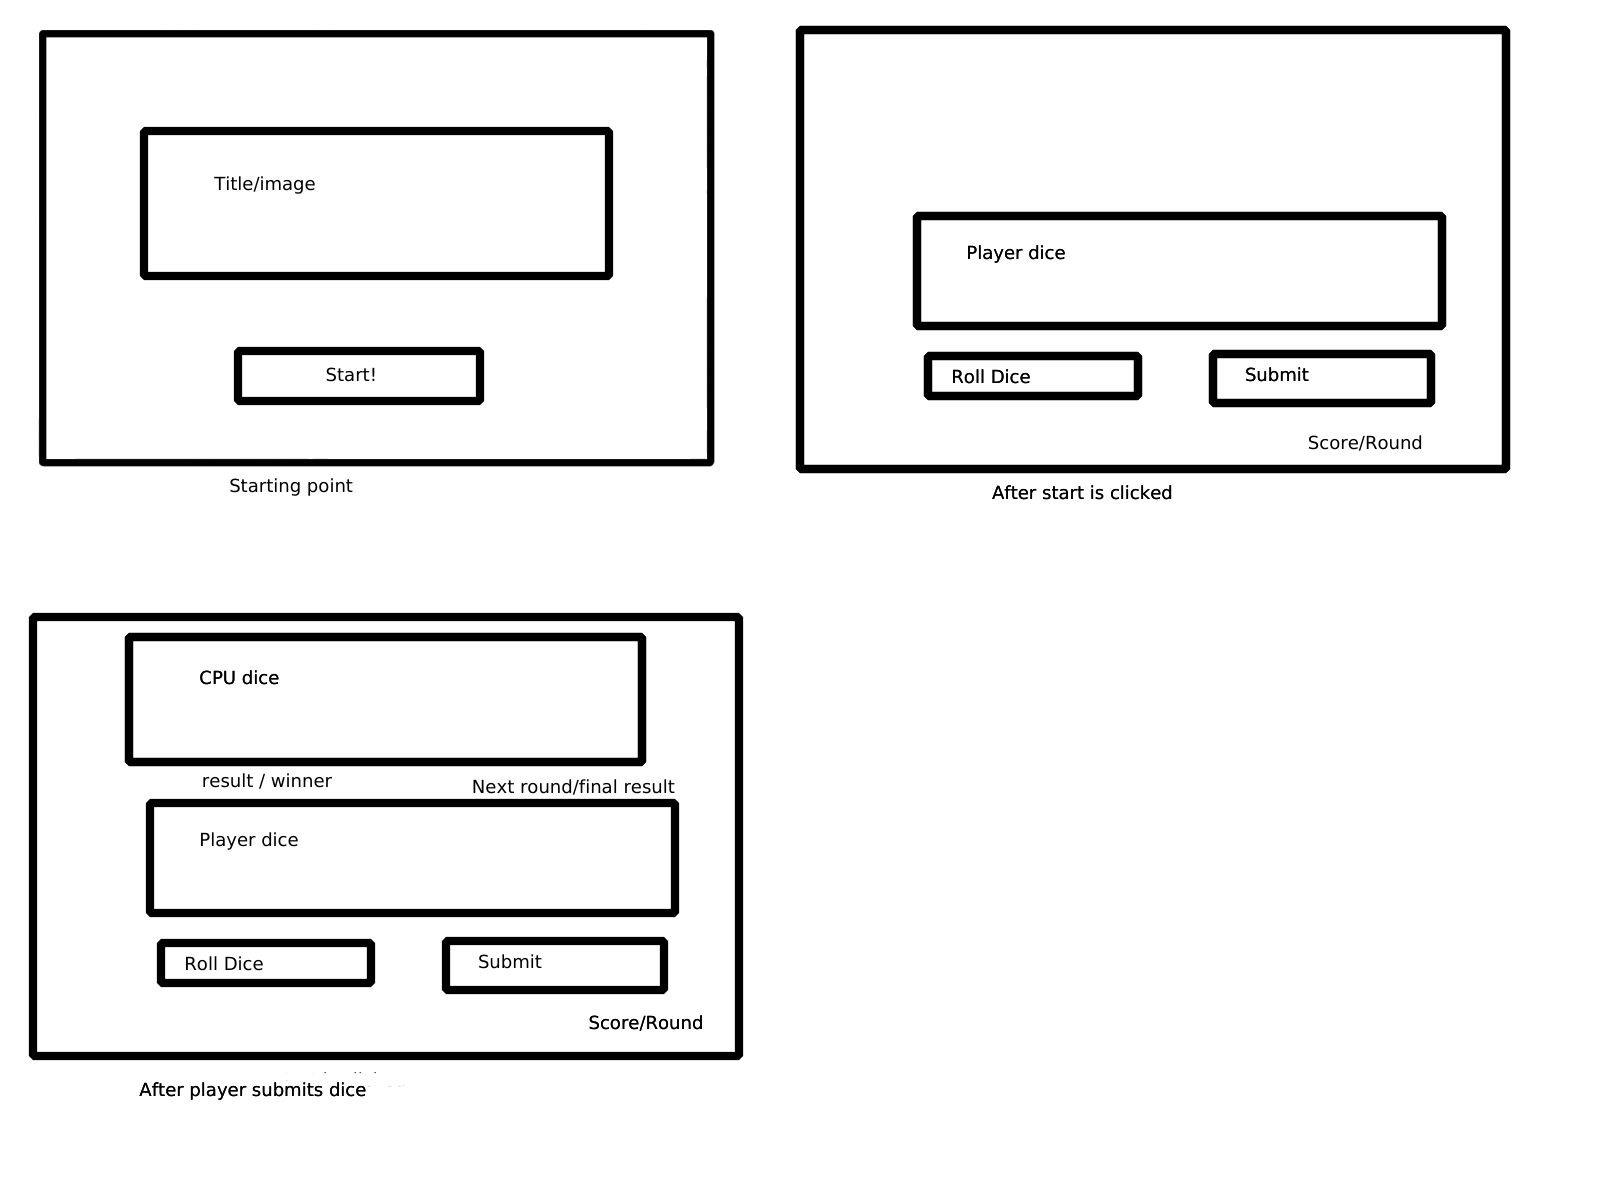 Title/image
Start!
Starting point
Player dice
Roll Dice
Submit
Score/Round
After start is clicked
CPU dice
result / winner
Next round/final result
Player dice
Roll Dice
Submit
Score/Round
After player submits dice